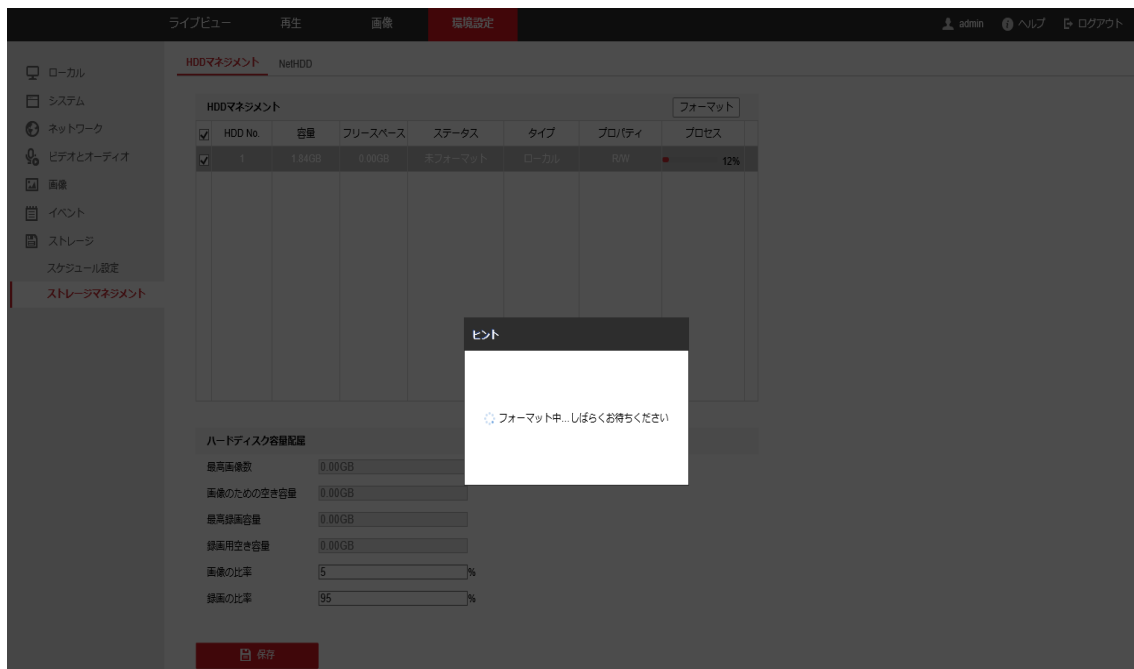 ライブビュー 再生 画像 環境設定 admin ヘルプ ログアウト
ローカル
システム
ネットワーク
ビデオとオーディオ
画像
イベント
ストレージ
スケジュール設定
ストレージマネジメント
HDDマネジメント NetHDD
HDDマネジメント フォーマット
HDD No. 容量 フリースペース ステータス タイプ プロパティ プロセス
1 1.84GB 0.00GB 未フォーマット ローカル R/W 12%
ヒント
フォーマット中...しばらくお待ちください
ハードディスク容量配属
最高画像数 0.00GB
画像のための空き容量 0.00GB
最高録画容量 0.00GB
録画用空き容量 0.00GB
画像の比率 5 %
録画の比率 95 %
保存